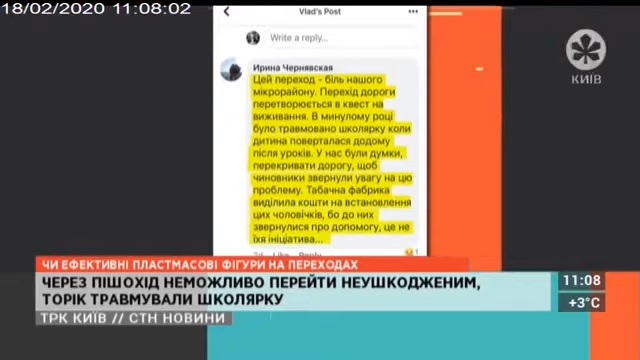 18/02/2020 11:08:02
Vlad's Post
Write a reply...
Ирина Чернявская
Цей переход - біль нашого
мікрорайону. Перехід дороги
перетворюється в квест на
виживання. В минулому році
було травмовано школярку коли
дитина поверталася додому
після уроків. У нас були думки,
перекривати дорогу, щоб
чиновники звернули увагу на цю
проблему. Табачна фабрика
виділила кошти на встановлення
цих чоловічків, бо до них
звернулися про допомогу, це не
їхя ініціатива...
КИЇВ
ЧИ ЕФЕКТИВНІ ПЛАСТМАСОВІ ФІГУРИ НА ПЕРЕХОДАХ
ЧЕРЕЗ ПІШОХІД НЕМОЖЛИВО ПЕРЕЙТИ НЕУШКОДЖЕНИМ,
ТОРІК ТРАВМУВАЛИ ШКОЛЯРКУ
ТРК КИЇВ // СТН НОВИНИ
11:08
+3°C